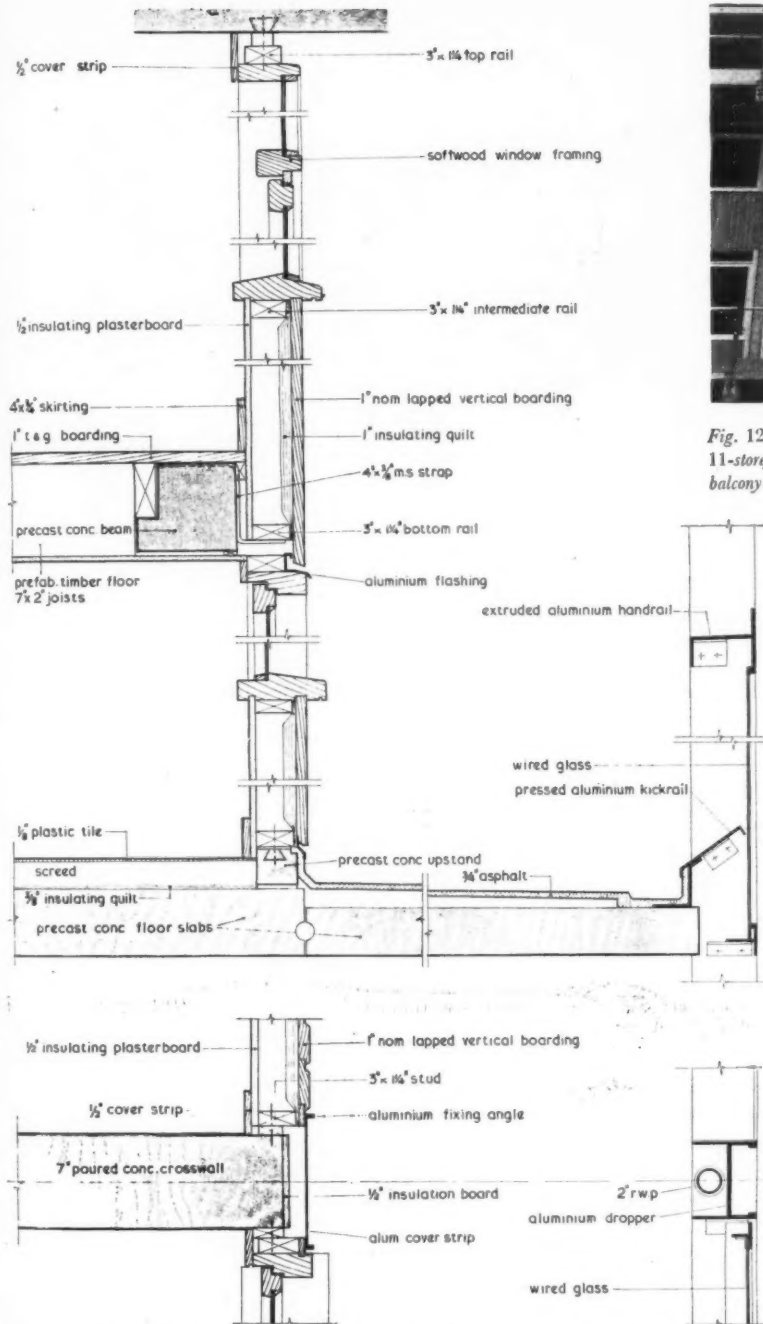 ½" cover strip
3" x 1¼" top rail
softwood window framing
½" insulating plasterboard
3" x 1¼" intermediate rail
4" x ¾" skirting
1" nom lapped vertical boarding
1" t & g boarding
1" insulating quilt
m.s strap
precast conc. beam
3" x 1¼" bottom rail
prefab. timber floor
7" x 2" joists
aluminium flashing
Fig. 12
11-store
balcony
extruded aluminium handrail
wired glass
pressed aluminium kickrail
⅛" plastic tile
precast conc upstand
screed
¾" asphalt
insulating quilt
precast conc floor slabs
½" insulating plasterboard
1" nom lapped vertical boarding
3" x 1¼" stud
½" cover strip
aluminium fixing angle
7" poured conc. crosswall
½" insulation board
2" r.w.p
aluminium dropper
alum cover strip
wired glass